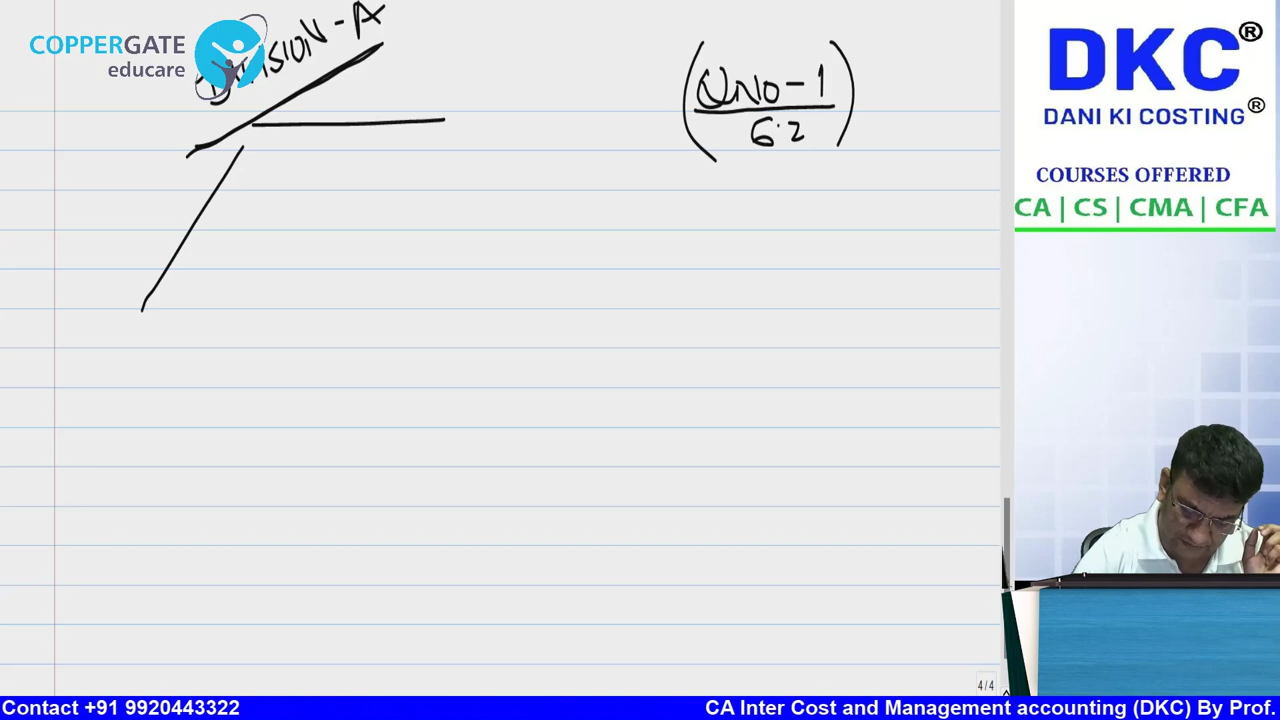 COPPERGATE
educare
DIVISION-A
(QNO-1
6.2)
DKC®
DANI KI COSTING®
COURSES OFFERED
CA | CS | CMA | CFA
4/4
Contact +91 9920443322
CA Inter Cost and Management accounting (DKC) By Prof.